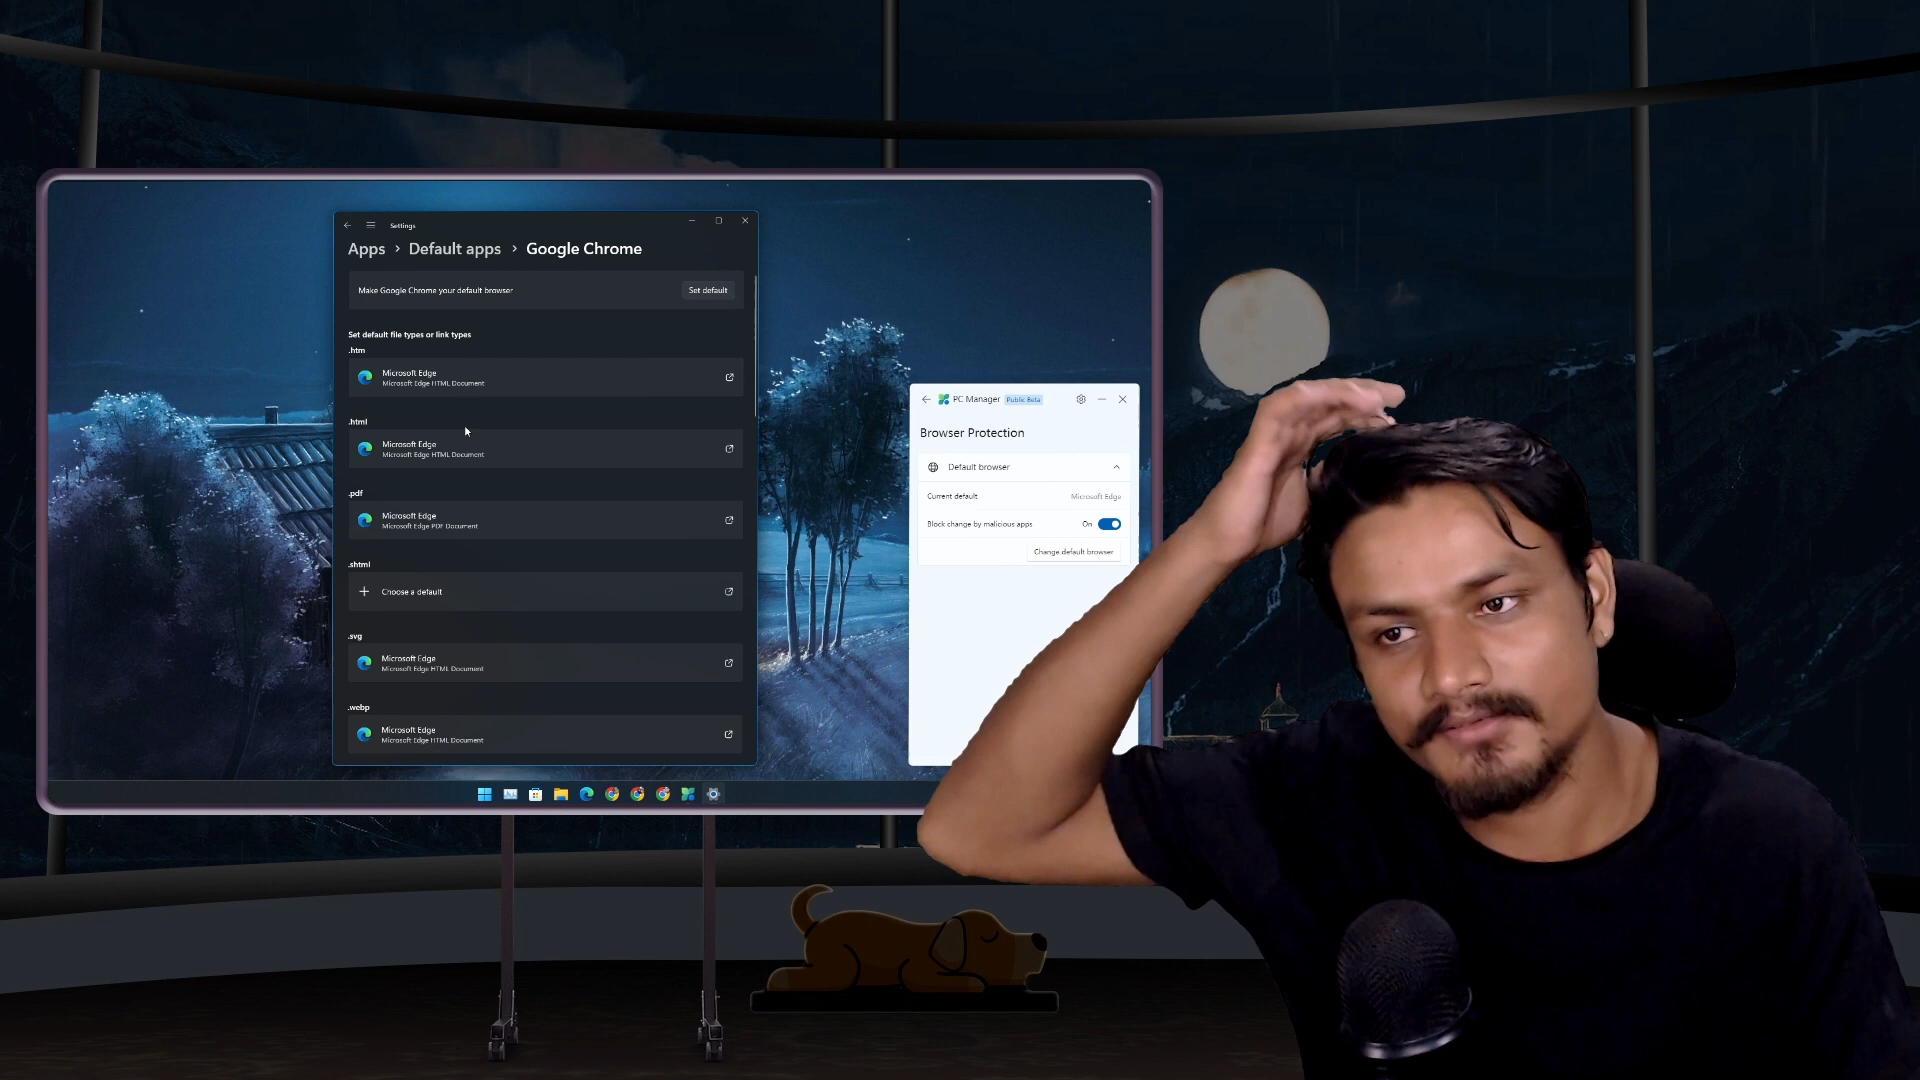 Settings
Apps > Default apps > Google Chrome
Make Google Chrome your default browser
Set default
Set default file types or link types
.htm
Microsoft Edge
Microsoft Edge HTML Document
.html
Microsoft Edge
Microsoft Edge HTML Document
.pdf
Microsoft Edge
Microsoft Edge PDF Document
.shtml
Choose a default
.svg
Microsoft Edge
Microsoft Edge HTML Document
.webp
Microsoft Edge
Microsoft Edge HTML Document
PC Manager Public Beta
Browser Protection
Default browser
Current default Microsoft Edge
Block change by malicious apps On
Change default browser